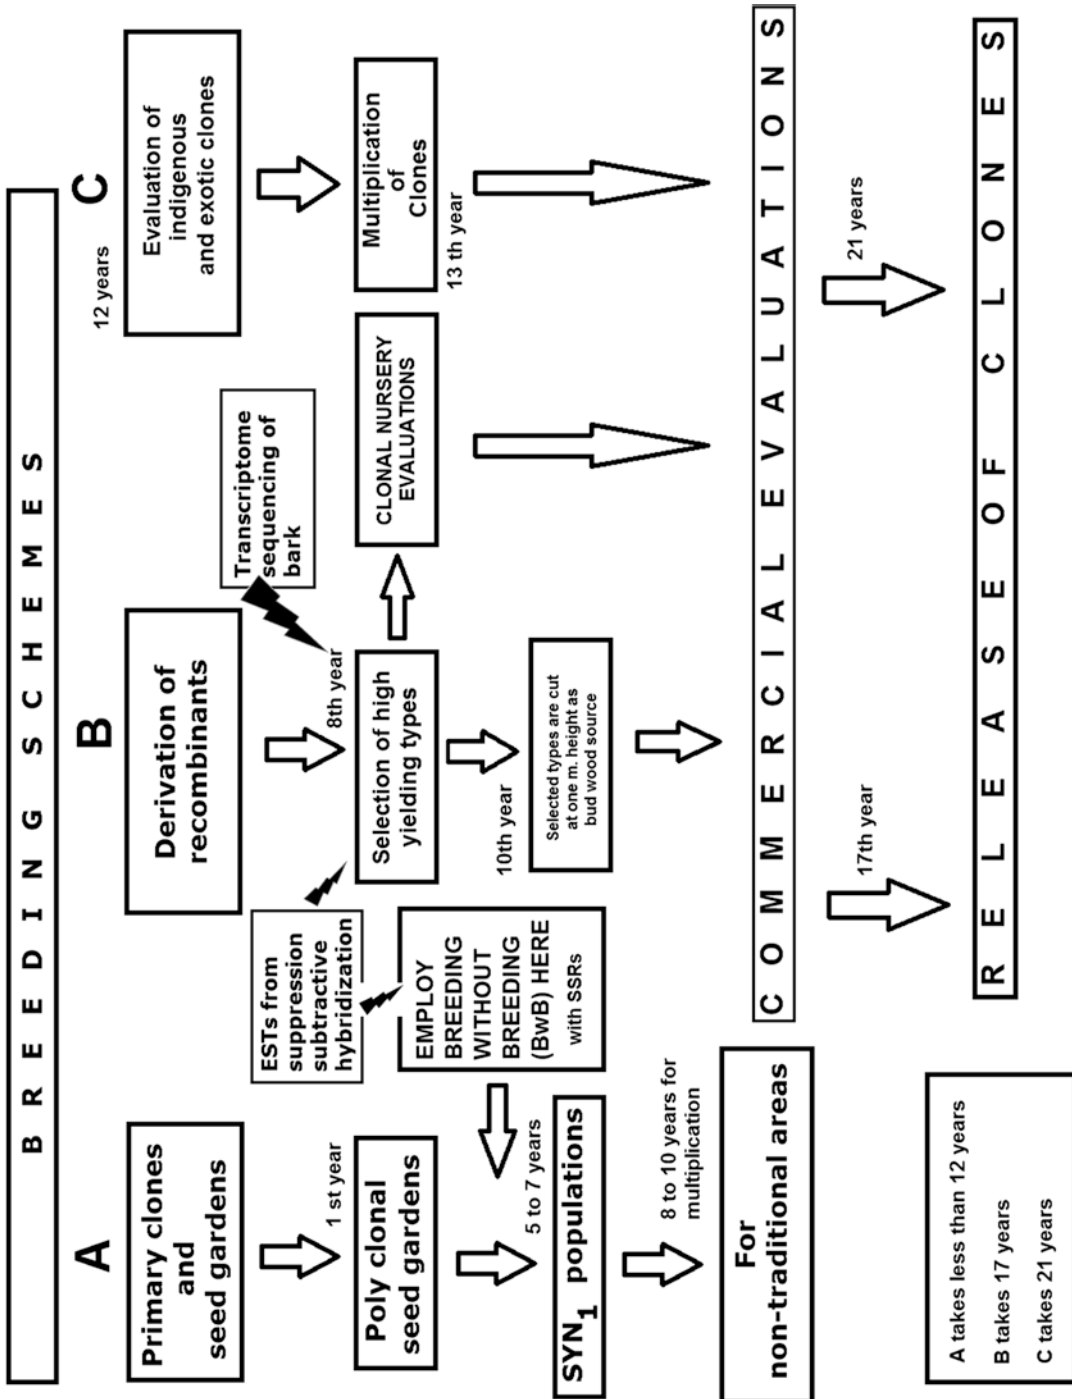 BREEDING SCHEMES
A
Primary clones
and
seed gardens
1 st year
Poly clonal
seed gardens
5 to 7 years
SYN1 populations
8 to 10 years for
multiplication
For
non-traditional areas
ESTs from
suppression
subtractive
hybridization
EMPLOY
BREEDING
WITHOUT
BREEDING
(BwB) HERE
with SSRs
B
Derivation of
recombinants
8th year
Transcriptome
sequencing of
bark
Selection of high
yielding types
10th year
Selected types are cut
at one m. height as
bud wood source
CLONAL NURSERY
EVALUATIONS
C
12 years
Evaluation of
indigenous
and exotic clones
Multiplication
of
Clones
13 th year
COMMERCIAL EVALUATIONS
17th year
21 years
RELEASE OF CLONES
A takes less than 12 years
B takes 17 years
C takes 21 years